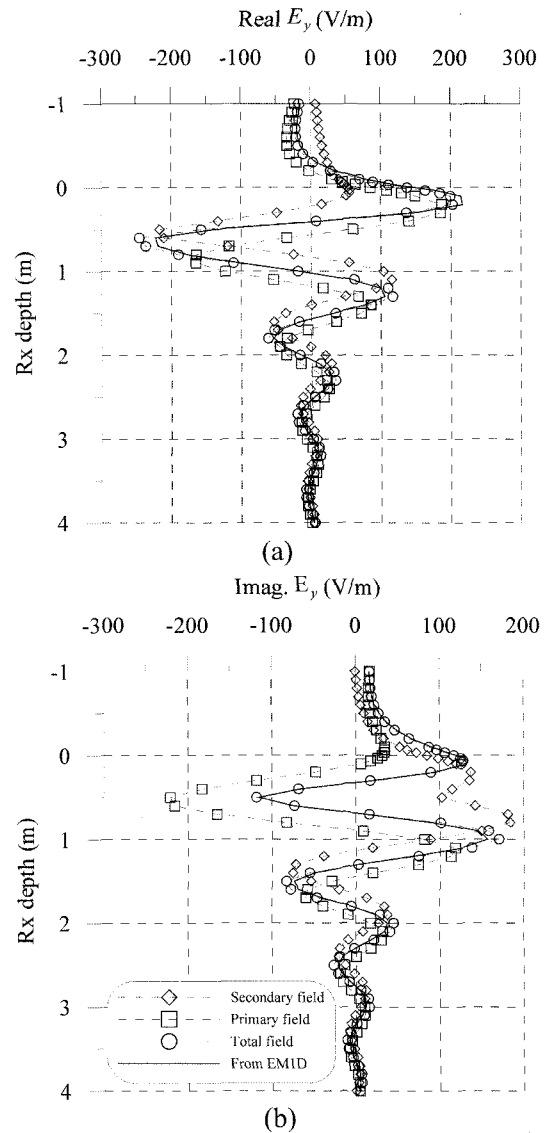 Real E_y (V/m)
-300 -200 -100 0 100 200 300
-1
0
1
2
3
4
Rx depth (m)
(a)
Imag. E_y (V/m)
-300 -200 -100 0 100 200
-1
0
1
2
3
4
Rx depth (m)
Secondary field
Primary field
Total field
From EM1D
(b)